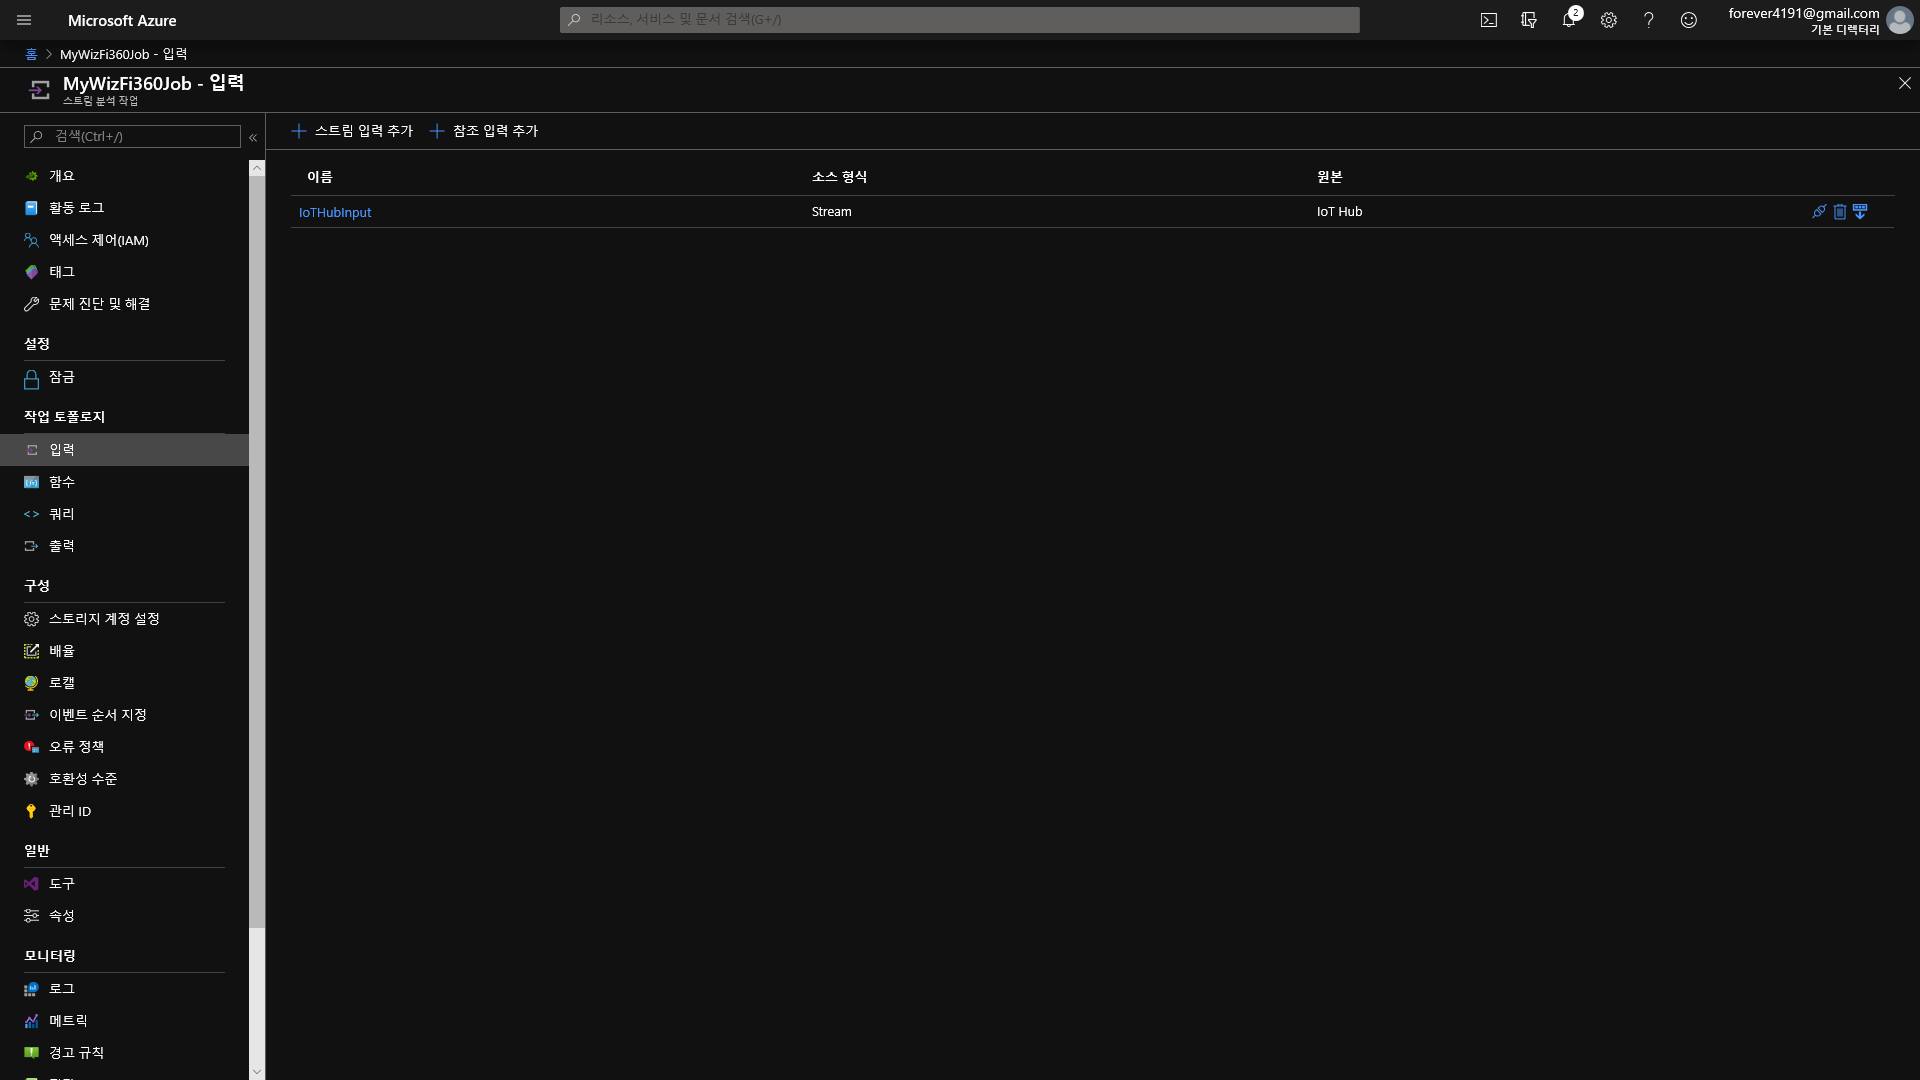 Microsoft Azure
리소스, 서비스 및 문서 검색(G+/)
2
forever4191@gmail.com
기본 디렉터리
홈 > MyWizFi360Job - 입력
MyWizFi360Job - 입력
스트림 분석 작업
검색(Ctrl+/)
«
스트림 입력 추가
참조 입력 추가
이름 소스 형식 원본
IoTHubInput Stream IoT Hub
개요
활동 로그
액세스 제어(IAM)
태그
문제 진단 및 해결
설정
잠금
작업 토폴로지
입력
함수
쿼리
출력
구성
스토리지 계정 설정
배율
로캘
이벤트 순서 지정
오류 정책
호환성 수준
관리 ID
일반
도구
속성
모니터링
로그
메트릭
경고 규칙